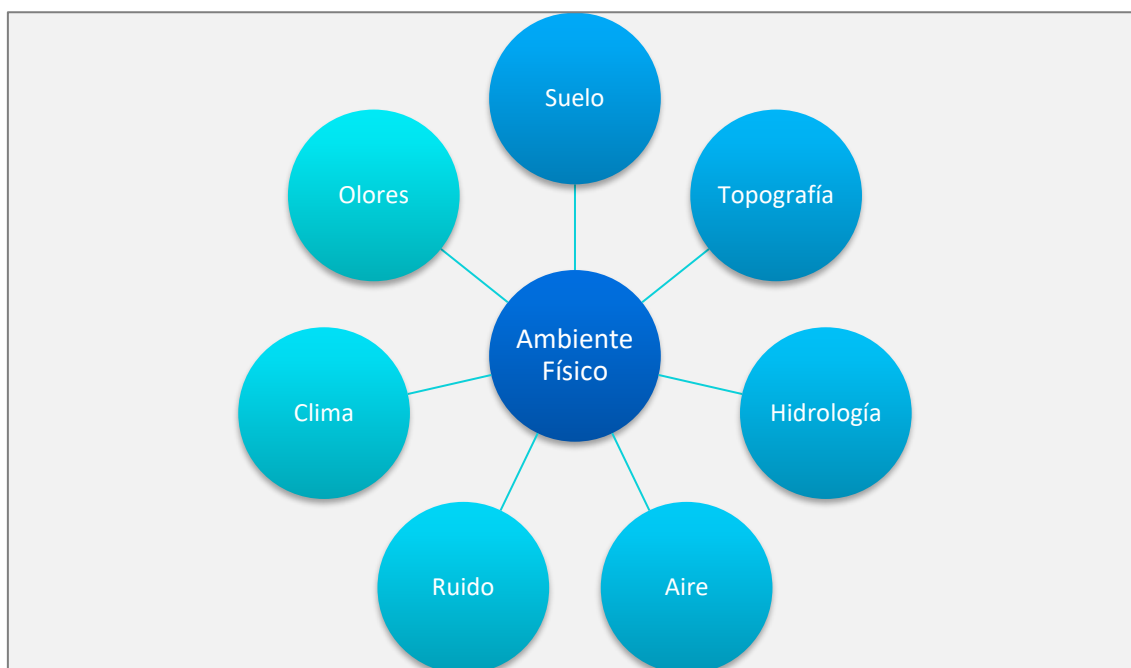 Suelo
Topografía
Hidrología
Aire
Ruido
Clima
Olores
Ambiente
Físico